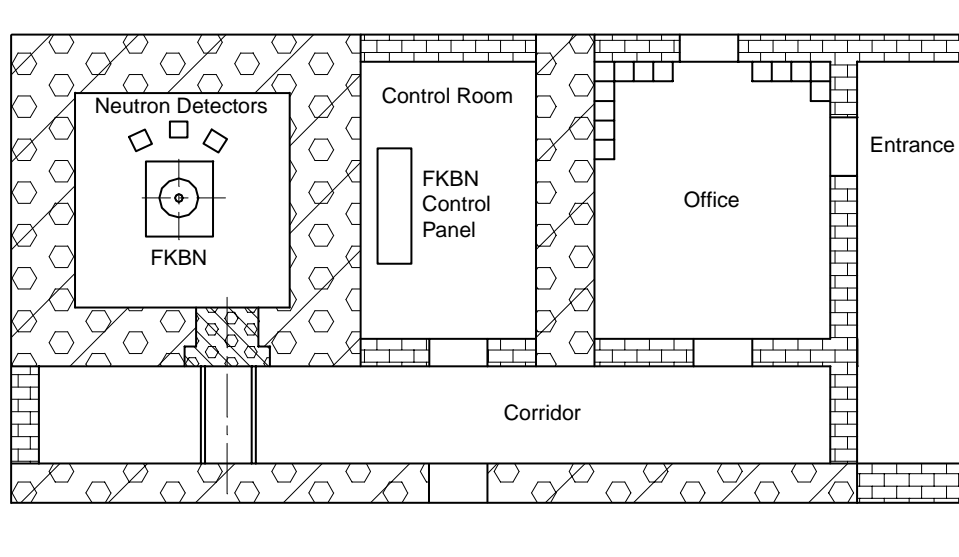 Neutron Detectors
FKBN
Control Room
FKBN
Control
Panel
Office
Entrance
Corridor